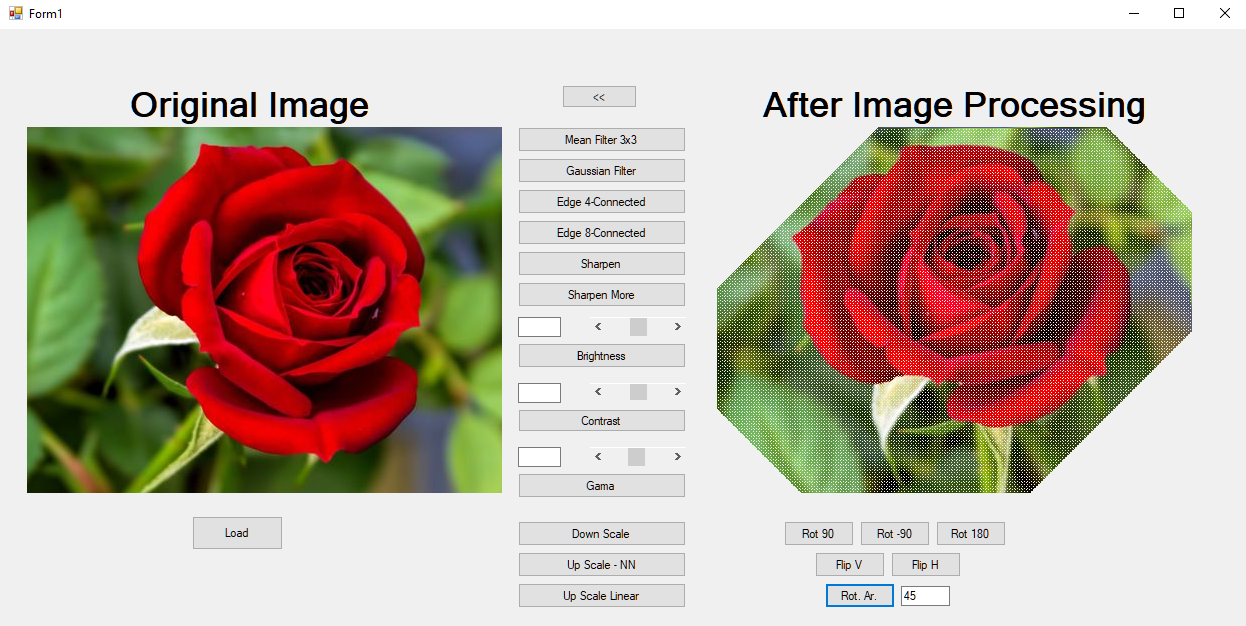 Form1
Original Image
<<
After Image Processing
Mean Filter 3x3
Gaussian Filter
Edge 4-Connected
Edge 8-Connected
Sharpen
Sharpen More
Brightness
Contrast
Gama
Load
Down Scale
Up Scale - NN
Up Scale Linear
Rot 90 Rot -90 Rot 180
Flip V Flip H
Rot. Ar. 45